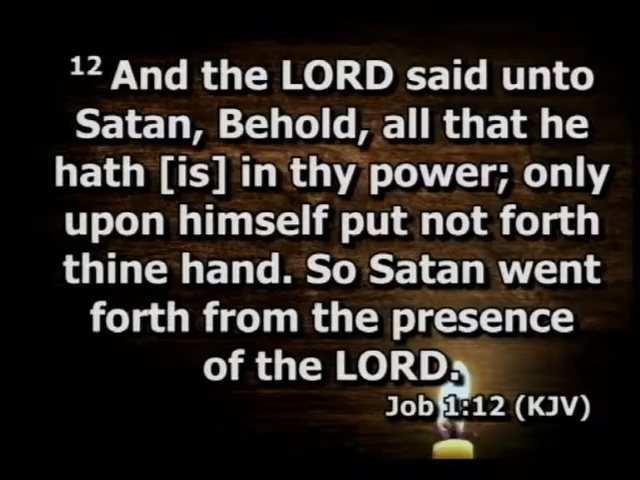 12 And the LORD said unto
Satan, Behold, all that he
hath [is] in thy power; only
upon himself put not forth
thine hand. So Satan went
forth from the presence
of the LORD.
Job 1:12 (KJV)